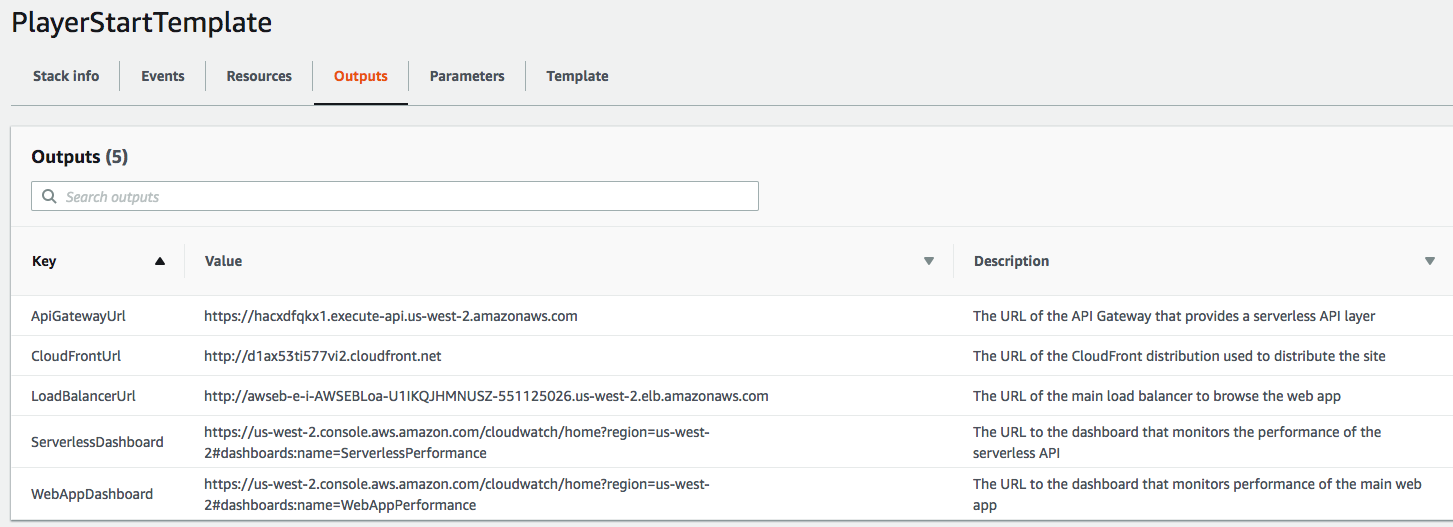 PlayerStartTemplate
Stack info
Events
Resources
Outputs
Parameters
Template
Outputs (5)
Search outputs
Key
Value
Description
ApiGatewayUrl
https://hacxdfqkx1.execute-api.us-west-2.amazonaws.com
The URL of the API Gateway that provides a serverless API layer
CloudFrontUrl
http://d1ax53ti577vi2.cloudfront.net
The URL of the CloudFront distribution used to distribute the site
LoadBalancerUrl
http://awseb-e-i-AWSEBLoa-U1IKQJHMNUSZ-551125026.us-west-2.elb.amazonaws.com
The URL of the main load balancer to browse the web app
ServerlessDashboard
https://us-west-2.console.aws.amazon.com/cloudwatch/home?region=us-west-
2#dashboards:name=ServerlessPerformance
The URL to the dashboard that monitors the performance of the
serverless API
WebAppDashboard
https://us-west-2.console.aws.amazon.com/cloudwatch/home?region=us-west-
2#dashboards:name=WebAppPerformance
The URL to the dashboard that monitors performance of the main web
app